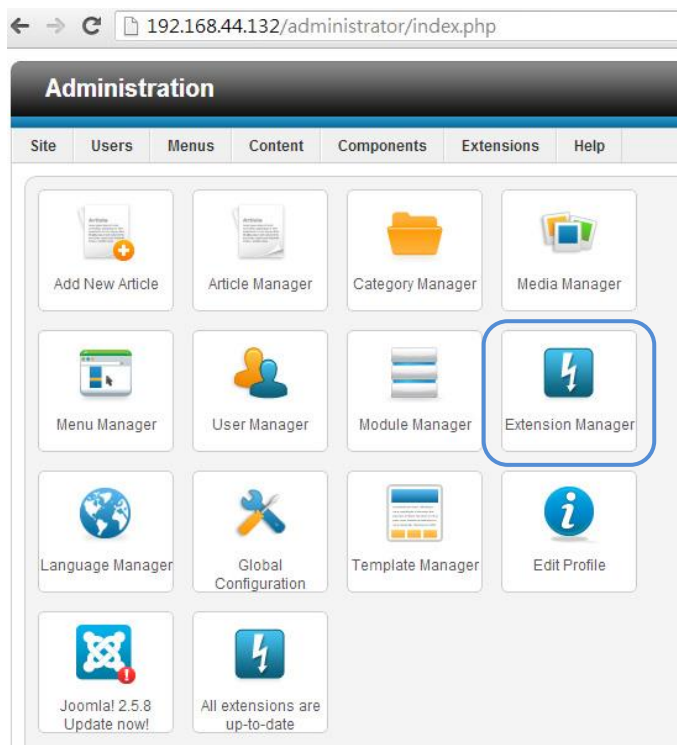 192.168.44.132/administrator/index.php
Administration
Site Users Menus Content Components Extensions Help
Article Article
Add New Article Article Manager Category Manager Media Manager
Menu Manager User Manager Module Manager Extension Manager
Language Manager Global Configuration Template Manager Edit Profile
Joomla! 2.5.8
Update now!
All extensions are
up-to-date